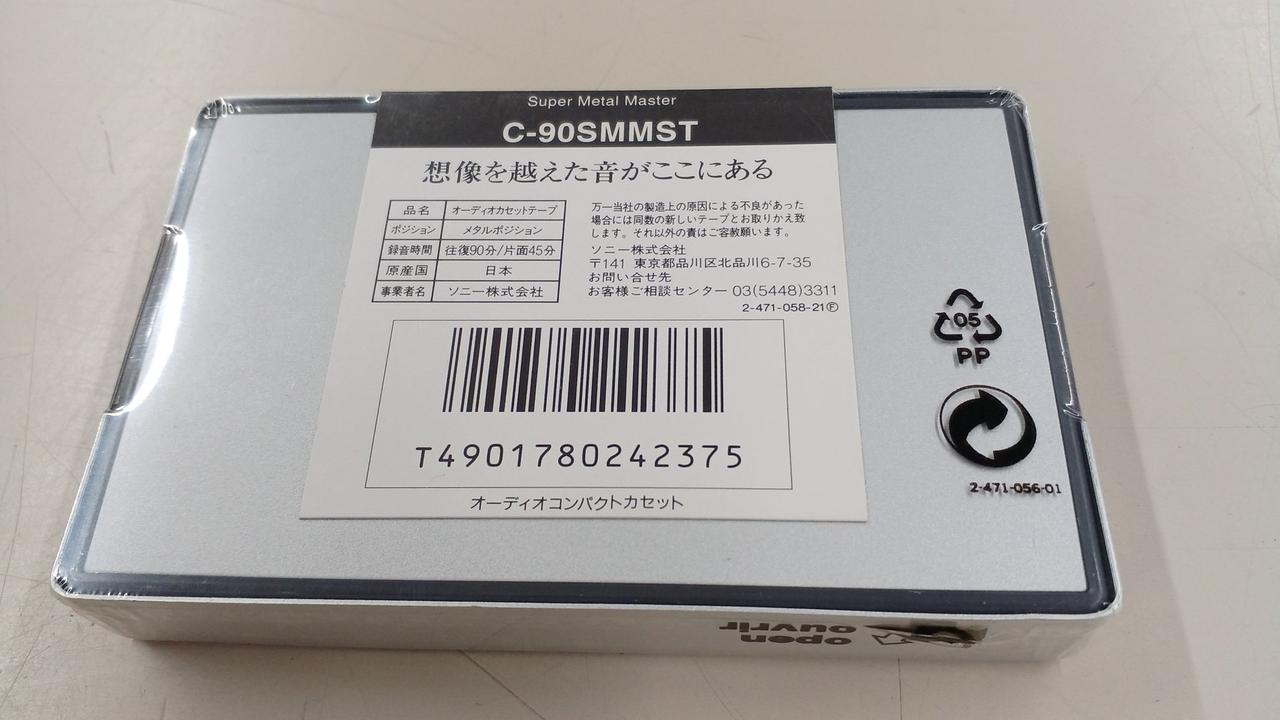 Super Metal Master
C-90SMMST
想像を越えた音がここにある
品名 オーディオカセットテープ
ポジション メタルポジション
録音時間 往復90分/片面45分
原産国 日本
事業者名 ソニー株式会社
万一当社の製造上の原因による不良があった
場合には同数の新しいテープとお取りかえ致
します。それ以外の責はご容赦願います。
ソニー株式会社
〒141 東京都品川区北品川6-7-35
お問い合せ先
お客様ご相談センター 03(5448)3311
2-471-058-21Ⓕ
T4901780242375
オーディオコンパクトカセット
05
PP
2-471-056-01
open
ouvrir